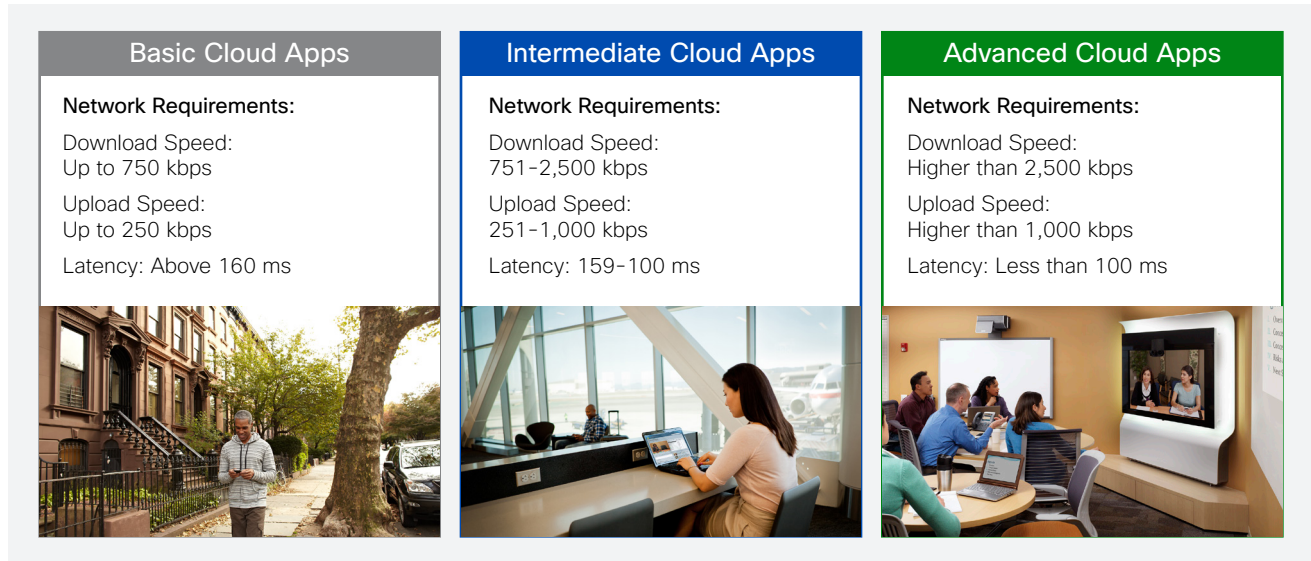 Basic Cloud Apps
Network Requirements:
Download Speed:
Up to 750 kbps
Upload Speed:
Up to 250 kbps
Latency: Above 160 ms
Intermediate Cloud Apps
Network Requirements:
Download Speed:
751-2,500 kbps
Upload Speed:
251-1,000 kbps
Latency: 159-100 ms
Advanced Cloud Apps
Network Requirements:
Download Speed:
Higher than 2,500 kbps
Upload Speed:
Higher than 1,000 kbps
Latency: Less than 100 ms